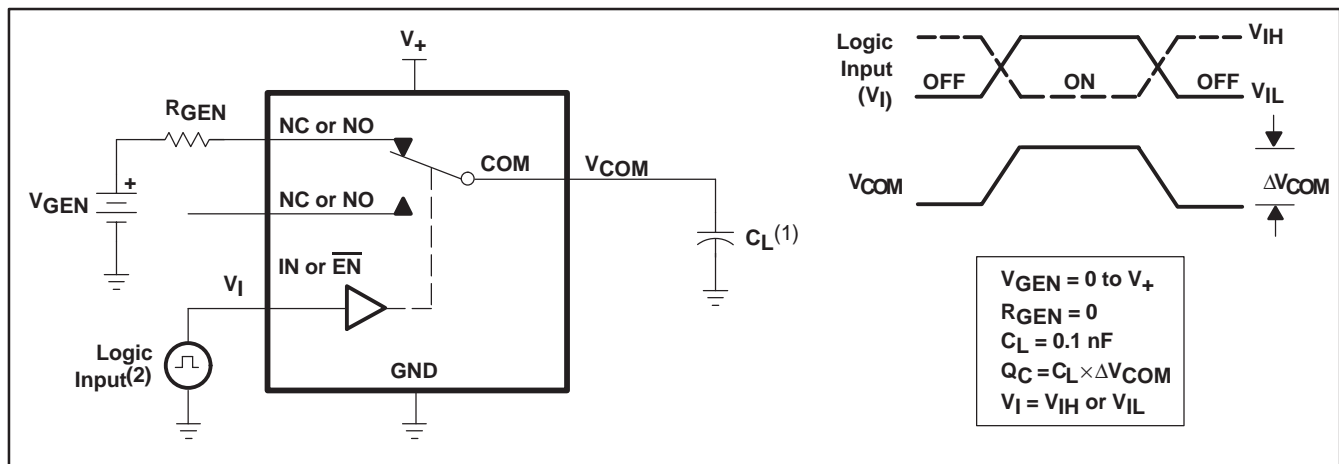 V+
RGEN
NC or NO
COM
VCOM
VGEN
+
NC or NO
CL(1)
IN or E̅N̅
VI
Logic
Input(2)
GND
Logic
Input
(VI)
OFF
ON
OFF
VIH
VIL
VCOM
ΔVCOM
VGEN = 0 to V+
RGEN = 0
CL = 0.1 nF
QC = CL × ΔVCOM
VI = VIH or VIL